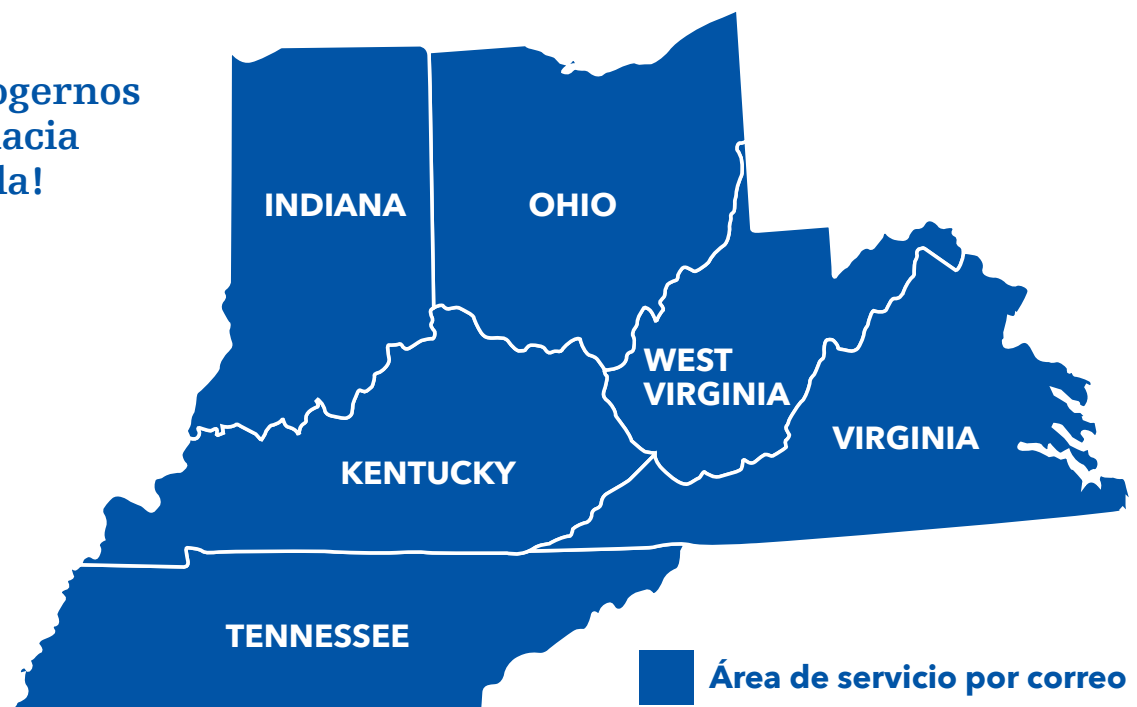 ogernos
acia
la!
INDIANA
OHIO
WEST
VIRGINIA
VIRGINIA
KENTUCKY
TENNESSEE
Área de servicio por correo